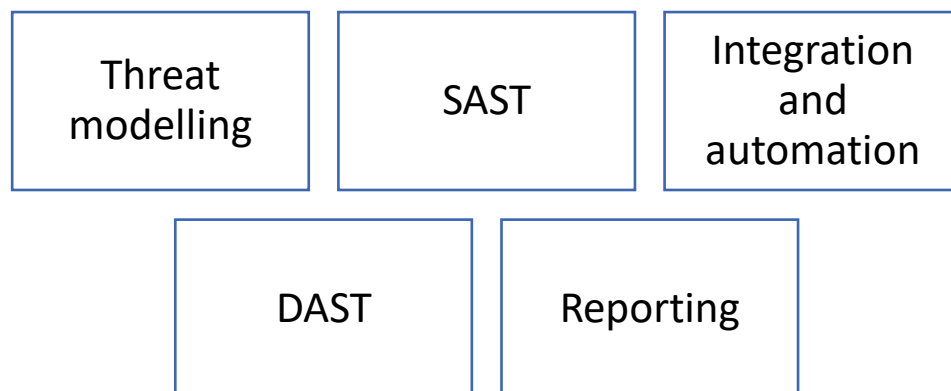 Threat
modelling
SAST
Integration
and
automation
DAST
Reporting